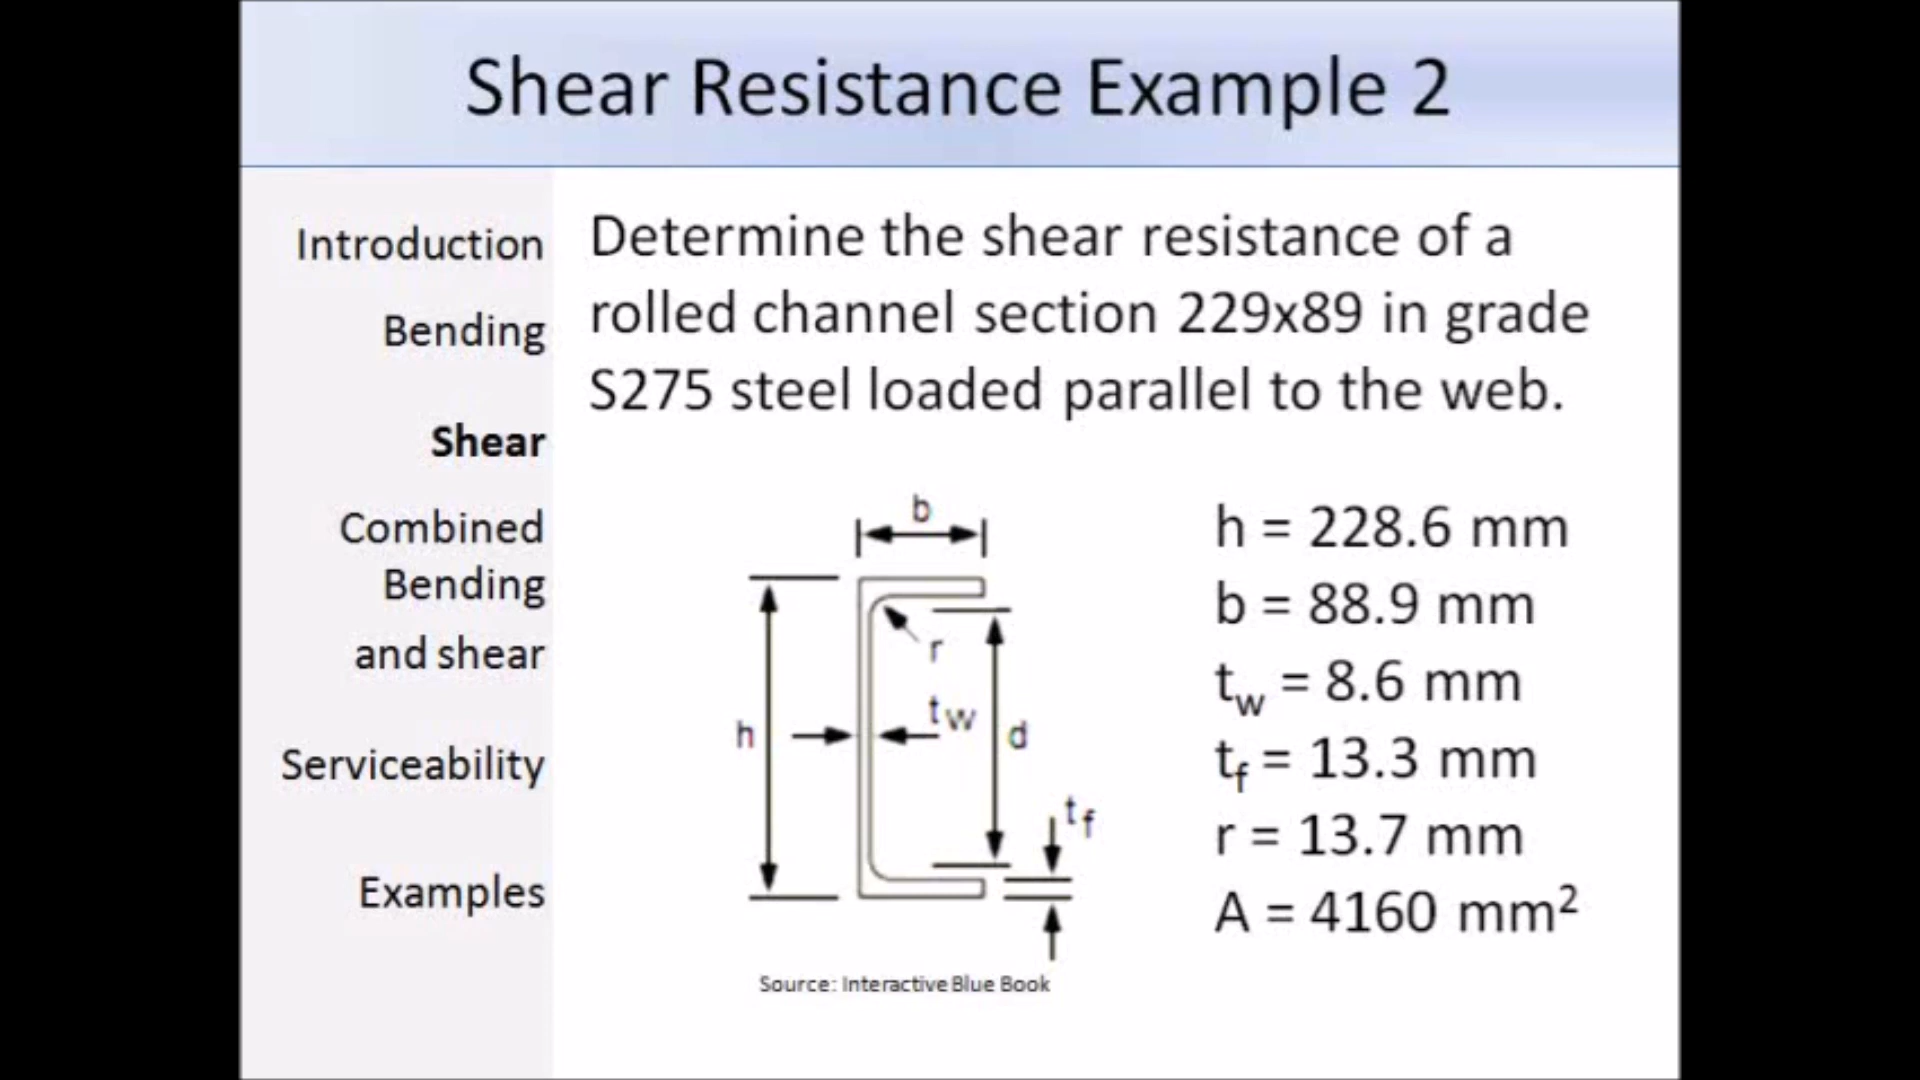 Shear Resistance Example 2
Introduction
Bending
Shear
Combined
Bending
and shear
Serviceability
Examples
Determine the shear resistance of a
rolled channel section 229x89 in grade
S275 steel loaded parallel to the web.
b
r
tw
h
d
tf
Source: Interactive Blue Book
h = 228.6 mm
b = 88.9 mm
tw = 8.6 mm
tf = 13.3 mm
r = 13.7 mm
A = 4160 mm²